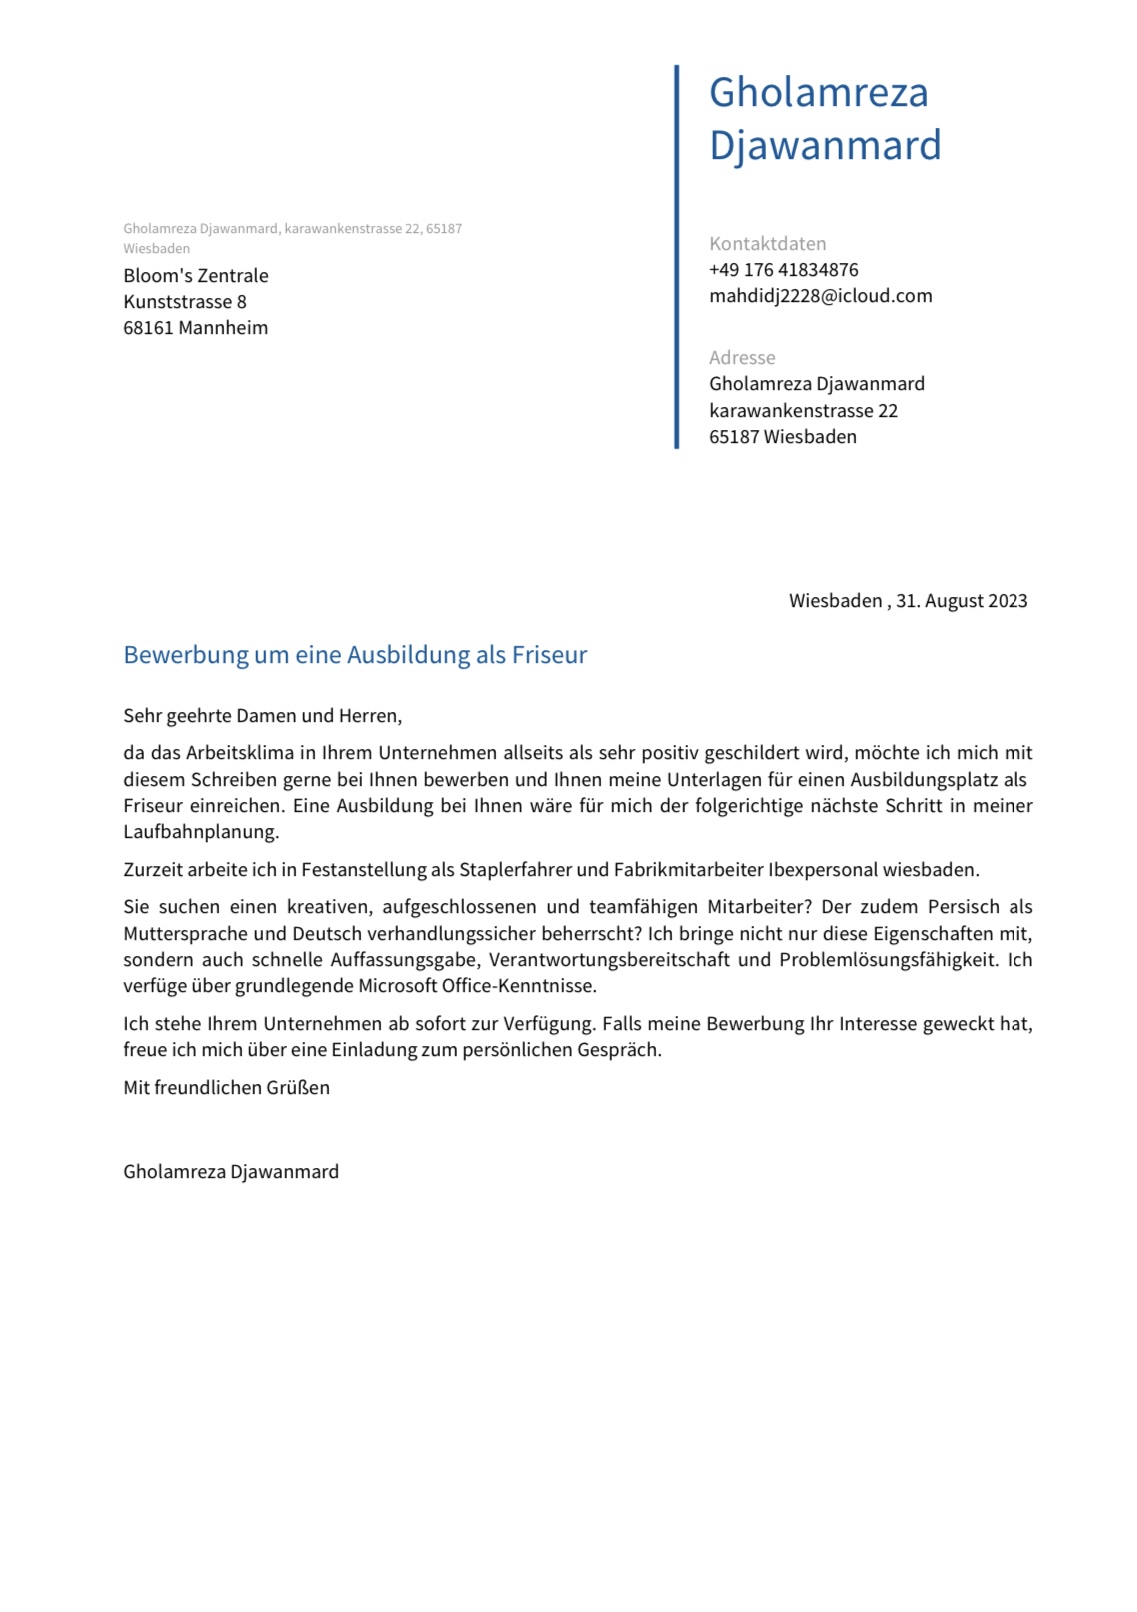 Gholamreza
Djawanmard
Gholamreza Djawanmard, karawankenstrasse 22, 65187
Wiesbaden
Bloom's Zentrale
Kunststrasse 8
68161 Mannheim
Kontaktdaten
+49 176 41834876
mahdidj2228@icloud.com
Adresse
Gholamreza Djawanmard
karawankenstrasse 22
65187 Wiesbaden
Wiesbaden , 31. August 2023
Bewerbung um eine Ausbildung als Friseur
Sehr geehrte Damen und Herren,
da das Arbeitsklima in Ihrem Unternehmen allseits als sehr positiv geschildert wird, möchte ich mich mit
diesem Schreiben gerne bei Ihnen bewerben und Ihnen meine Unterlagen für einen Ausbildungsplatz als
Friseur einreichen. Eine Ausbildung bei Ihnen wäre für mich der folgerichtige nächste Schritt in meiner
Laufbahnplanung.
Zurzeit arbeite ich in Festanstellung als Staplerfahrer und Fabrikmitarbeiter Ibexpersonal wiesbaden.
Sie suchen einen kreativen, aufgeschlossenen und teamfähigen Mitarbeiter? Der zudem Persisch als
Muttersprache und Deutsch verhandlungssicher beherrscht? Ich bringe nicht nur diese Eigenschaften mit,
sondern auch schnelle Auffassungsgabe, Verantwortungsbereitschaft und Problemlösungsfähigkeit. Ich
verfüge über grundlegende Microsoft Office-Kenntnisse.
Ich stehe Ihrem Unternehmen ab sofort zur Verfügung. Falls meine Bewerbung Ihr Interesse geweckt hat,
freue ich mich über eine Einladung zum persönlichen Gespräch.
Mit freundlichen Grüßen
Gholamreza Djawanmard